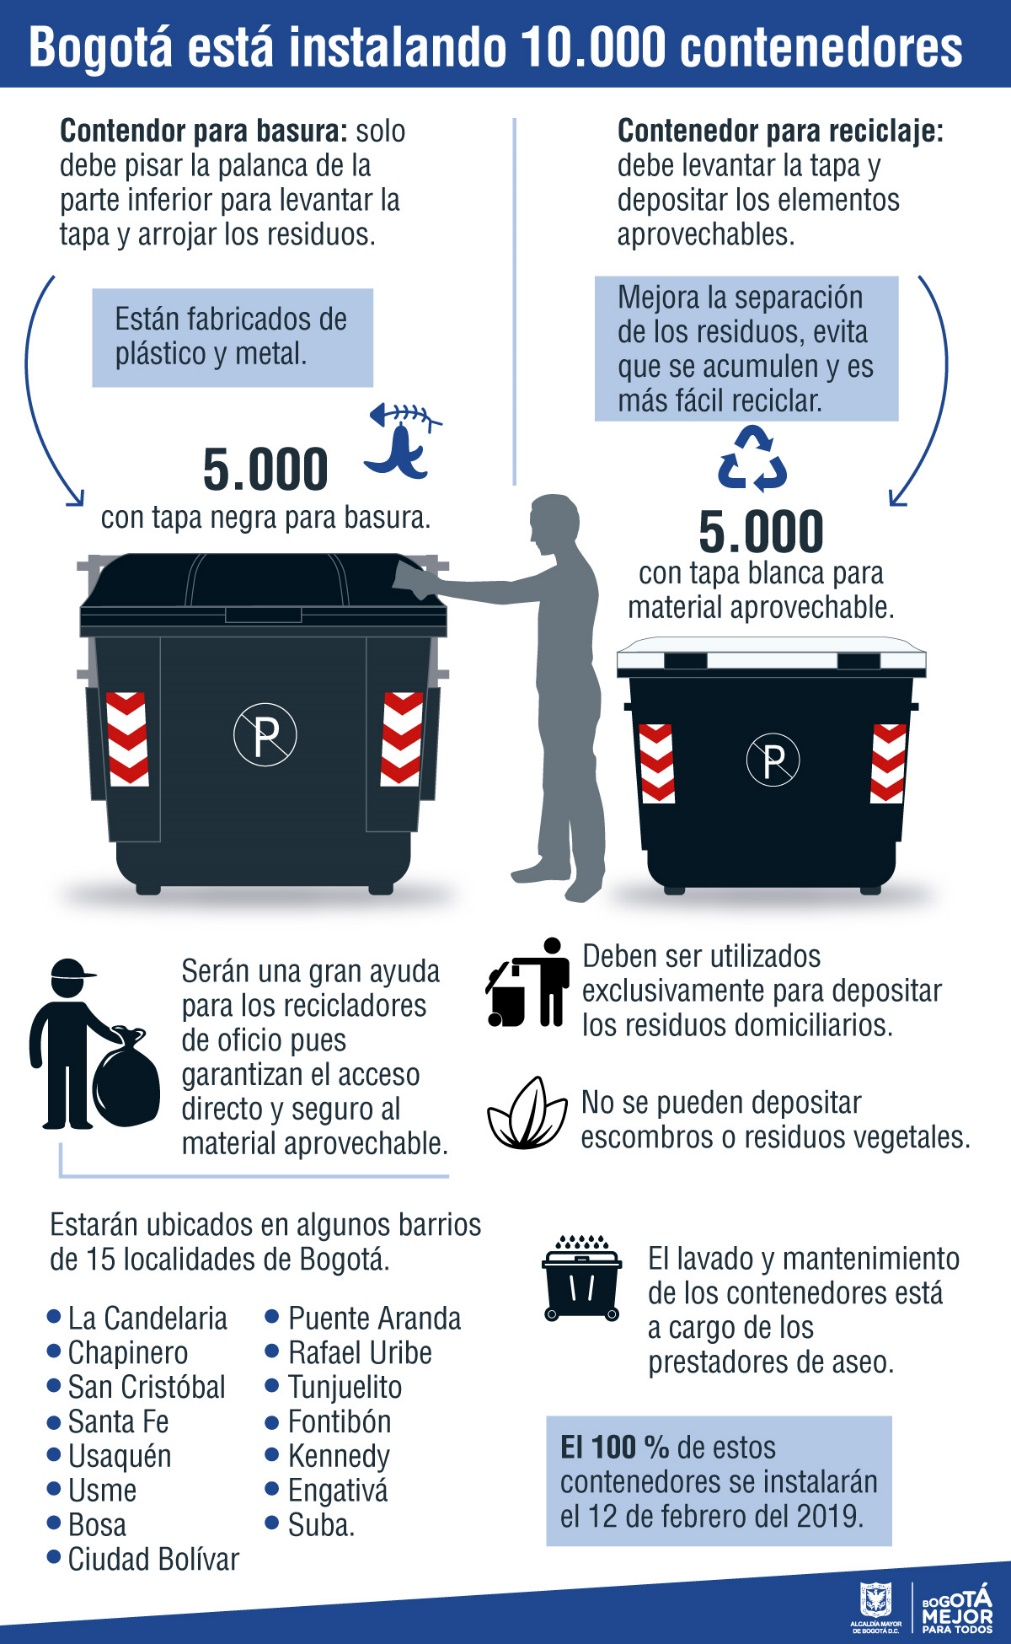 Bogotá está instalando 10.000 contenedores
Contendor para basura: solo
debe pisar la palanca de la
parte inferior para levantar la
tapa y arrojar los residuos.
Están fabricados de
plástico y metal.
5.000
con tapa negra para basura.
Contenedor para reciclaje:
debe levantar la tapa y
depositar los elementos
aprovechables.
Mejora la separación
de los residuos, evita
que se acumulen y es
más fácil reciclar.
5.000
con tapa blanca para
material aprovechable.
P
P
Serán una gran ayuda
para los recicladores
de oficio pues
garantizan el acceso
directo y seguro al
material aprovechable.
Deben ser utilizados
exclusivamente para depositar
los residuos domiciliarios.
No se pueden depositar
escombros o residuos vegetales.
Estarán ubicados en algunos barrios
de 15 localidades de Bogotá.
La Candelaria
Chapinero
San Cristóbal
Santa Fe
Usaquén
Usme
Bosa
Ciudad Bolívar
Puente Aranda
Rafael Uribe
Tunjuelito
Fontibón
Kennedy
Engativá
Suba.
El lavado y mantenimiento
de los contenedores está
a cargo de los
prestadores de aseo.
El 100 % de estos
contenedores se instalarán
el 12 de febrero del 2019.
ALCALDÍA MAYOR
DE BOGOTÁ D.C.
BOGOTÁ
MEJOR
PARA TODOS